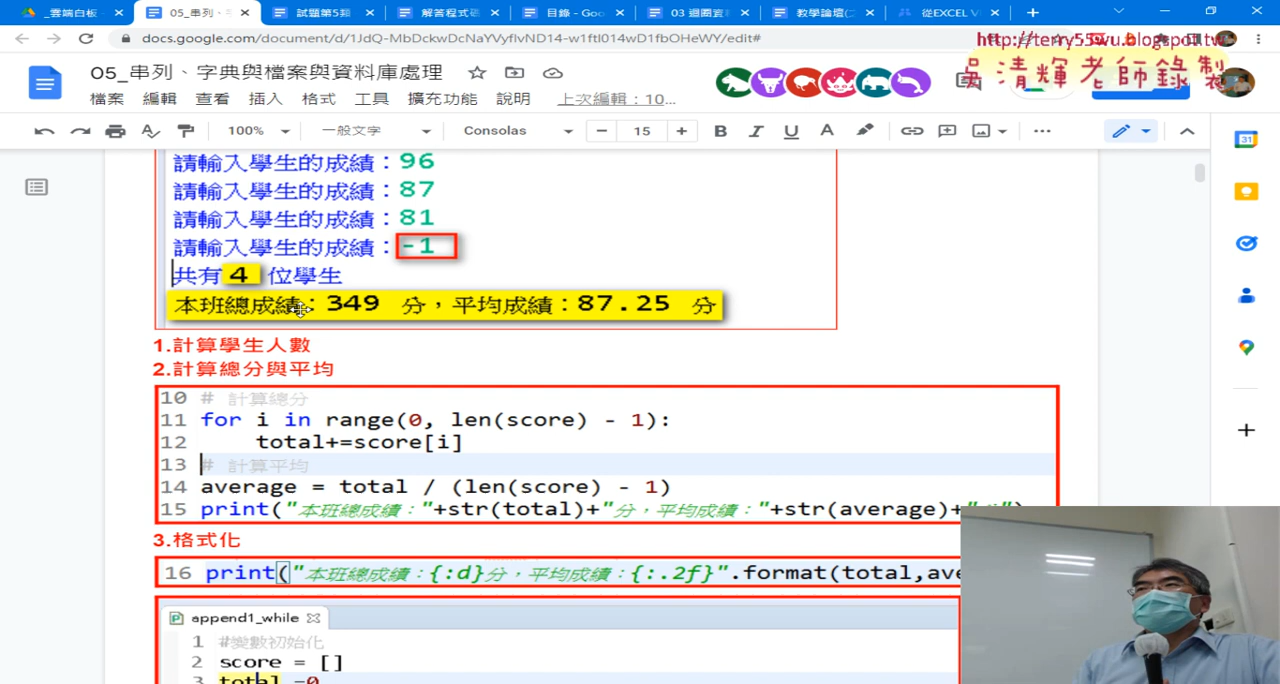 _雲端白板
05_串列、字
試題第5類
解答程式碼
目錄 - Goo
03 迴圈資
教學論壇(
從EXCEL V
docs.google.com/document/d/1JdQ-MbDckwDcNaYVyflvND14-w1ftl014wD1fbOHeWY/edit#
http://terry55wu.blogspot.tw
吳清輝老師錄製
05_串列、字典與檔案與資料庫處理
檔案 編輯 查看 插入 格式 工具 擴充功能 說明 上次編輯：10...
100% 一般文字 Consolas 15 B I U A
31
請輸入學生的成績：96
請輸入學生的成績：87
請輸入學生的成績：81
請輸入學生的成績：-1
共有 4 位學生
本班總成績：349 分，平均成績：87.25 分
1.計算學生人數
2.計算總分與平均
10 # 計算總分
11 for i in range(0, len(score) - 1):
12 total+=score[i]
13 # 計算平均
14 average = total / (len(score) - 1)
15 print("本班總成績："+str(total)+"分，平均成績："+str(average)+"
3.格式化
16 print("本班總成績：{:d}分，平均成績：{:.2f}".format(total,ave
append1_while
1 #變數初始化
2 score = []
3 total =0